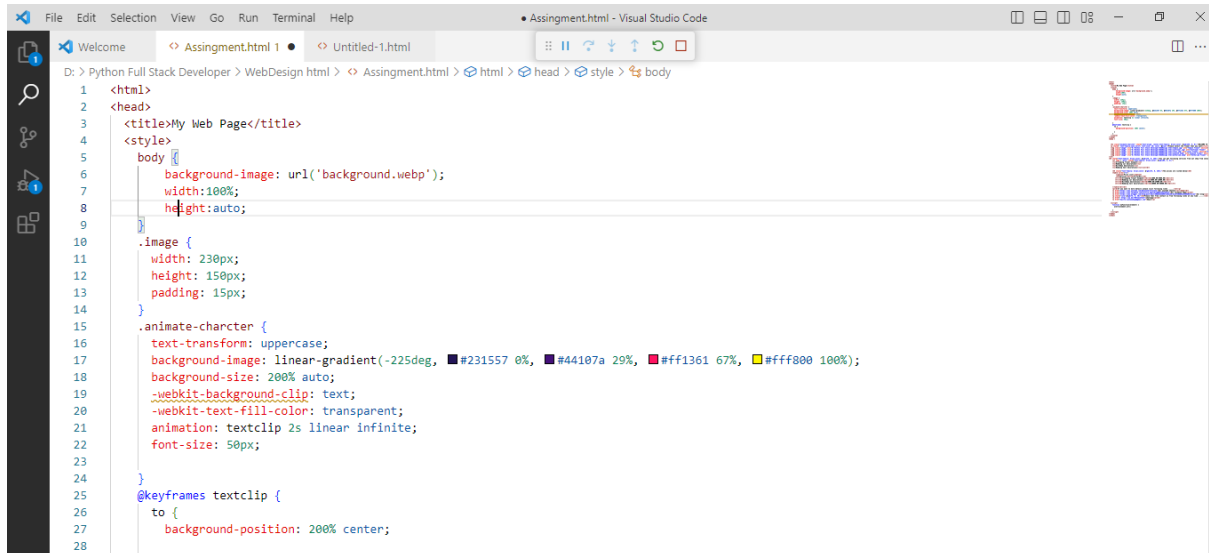 File Edit Selection View Go Run Terminal Help ● Assingment.html - Visual Studio Code
Welcome <> Assingment.html 1 ● <> Untitled-1.html
D: > Python Full Stack Developer > WebDesign html > <> Assingment.html > html > head > style > body
1 <html>
2 <head>
3 <title>My Web Page</title>
4 <style>
5 body {
6 background-image: url('background.webp');
7 width:100%;
8 height:auto;
9 }
10 .image {
11 width: 230px;
12 height: 150px;
13 padding: 15px;
14 }
15 .animate-charcter {
16 text-transform: uppercase;
17 background-image: linear-gradient(-225deg, #231557 0%, #44107a 29%, #ff1361 67%, #fff800 100%);
18 background-size: 200% auto;
19 -webkit-background-clip: text;
20 -webkit-text-fill-color: transparent;
21 animation: textclip 2s linear infinite;
22 font-size: 50px;
23
24 }
25 @keyframes textclip {
26 to {
27 background-position: 200% center;
28
1
1